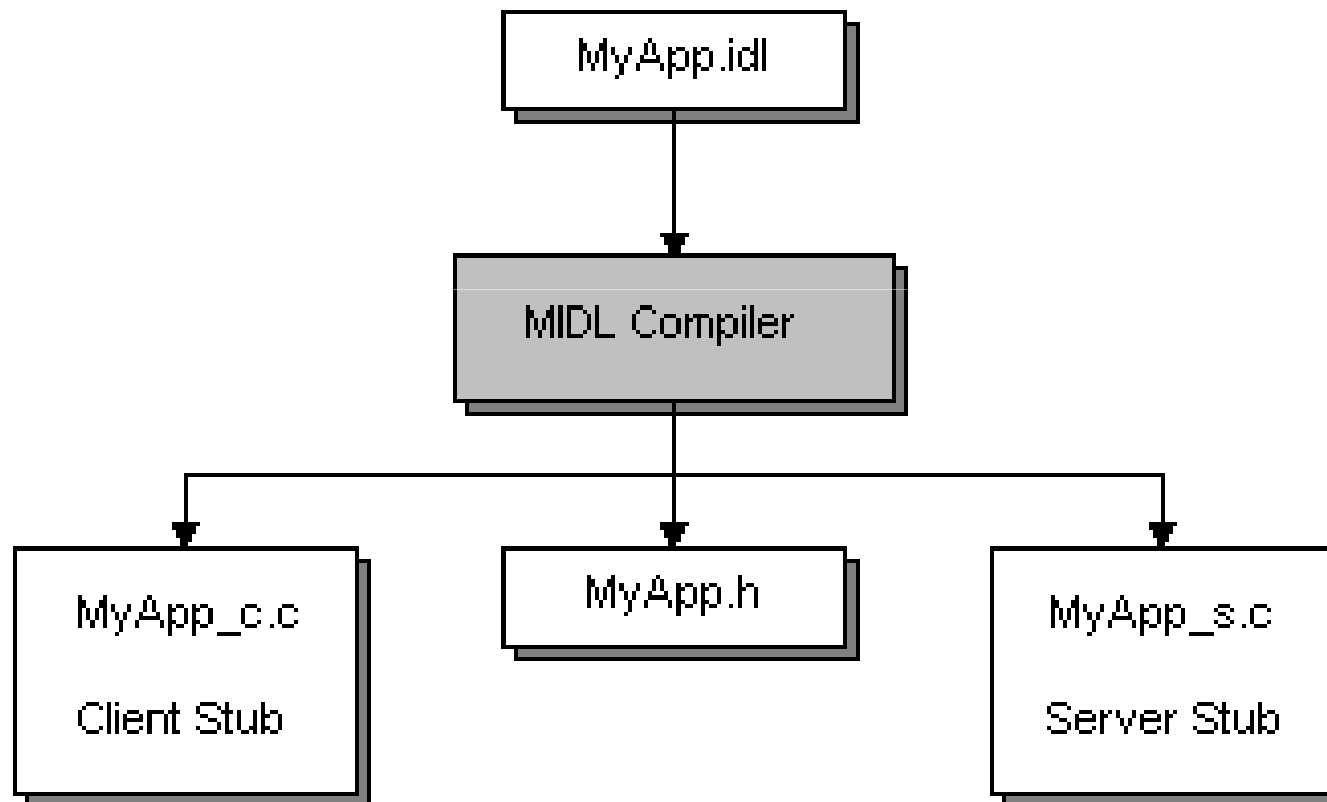 MyApp.idl
MIDL Compiler
MyApp_c.c
Client Stub
MyApp.h
MyApp_s.c
Server Stub